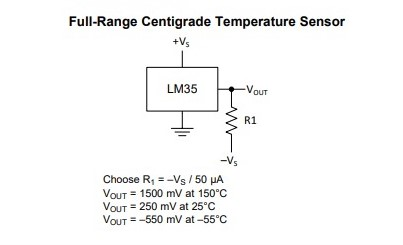 Full-Range Centigrade Temperature Sensor
+VS
LM35
VOUT
R1
–VS
Choose R1 = –VS / 50 µA
VOUT = 1500 mV at 150°C
VOUT = 250 mV at 25°C
VOUT = –550 mV at –55°C